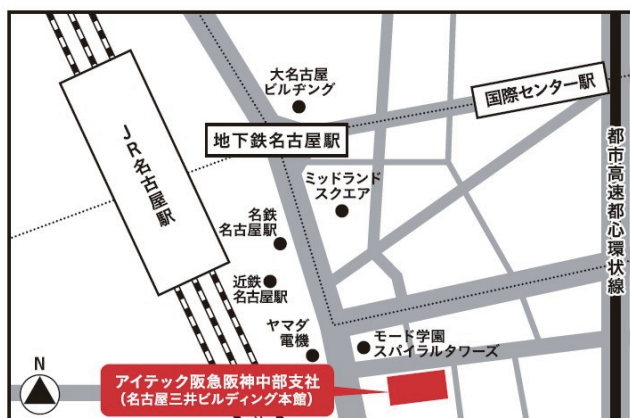 大名古屋
ビルヂング
国際センター駅
地下鉄名古屋駅
JR名古屋駅
都市高速都心環状線
ミッドランド
スクエア
名鉄
名古屋駅
近鉄
名古屋駅
ヤマダ
電機
モード学園
スパイラルタワーズ
N
アイテック阪急阪神中部支社
（名古屋三井ビルディング本館）